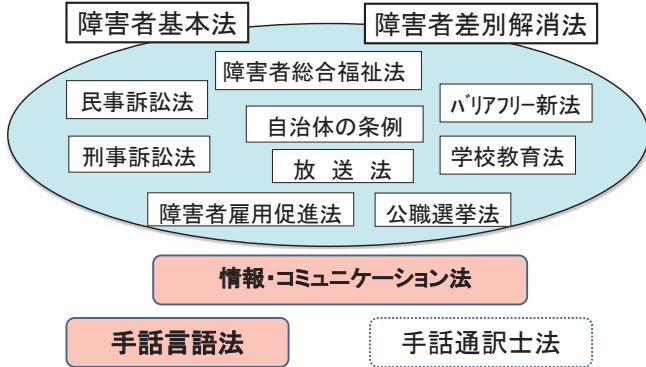 障害者基本法
障害者差別解消法
障害者総合福祉法
民事訴訟法
バリアフリー新法
自治体の条例
刑事訴訟法
放 送 法
学校教育法
障害者雇用促進法
公職選挙法
情報・コミュニケーション法
手話言語法
手話通訳士法